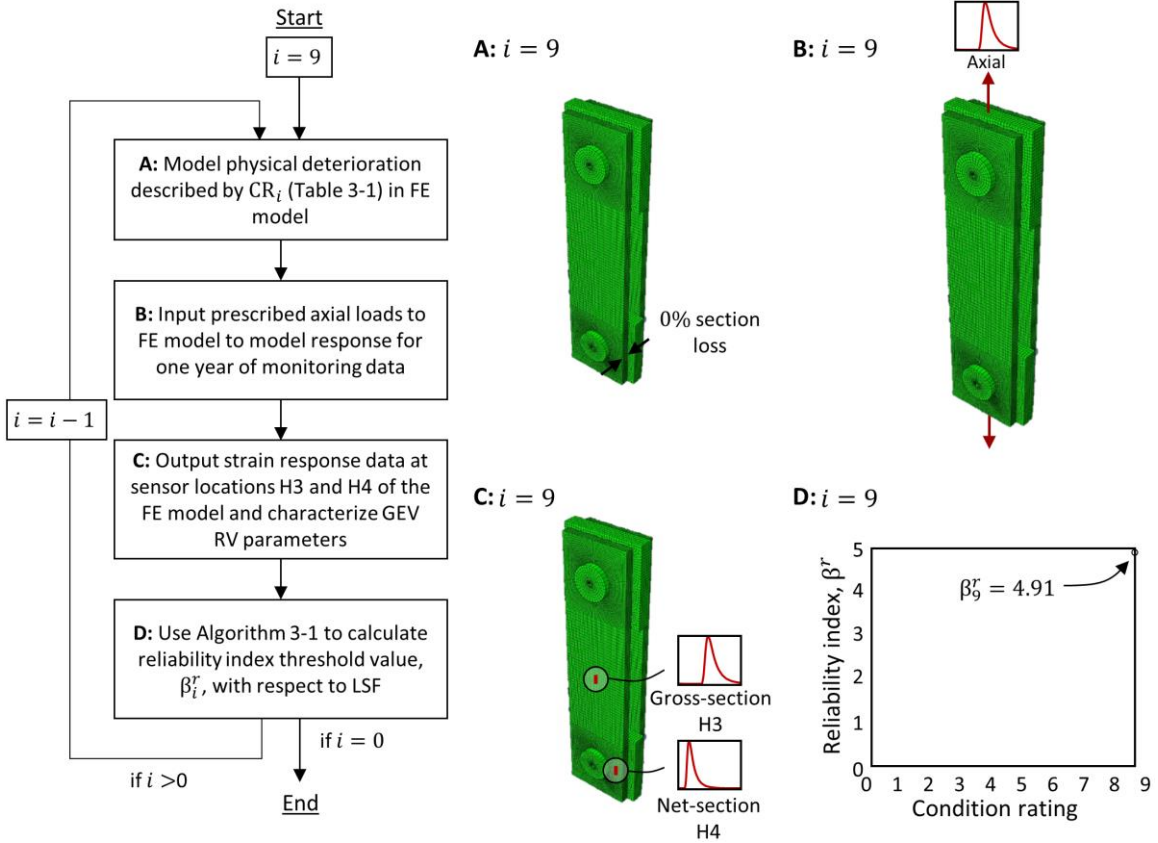 Start
i = 9
A: Model physical deterioration
described by CRᵢ (Table 3-1) in FE
model
B: Input prescribed axial loads to
FE model to model response for
one year of monitoring data
i = i − 1
C: Output strain response data at
sensor locations H3 and H4 of the
FE model and characterize GEV
RV parameters
D: Use Algorithm 3-1 to calculate
reliability index threshold value,
βᵢʳ, with respect to LSF
if i = 0
if i >0
End
A: i = 9
0% section
loss
B: i = 9
Axial
C: i = 9
Gross-section
H3
Net-section
H4
D: i = 9
Reliability index, βʳ
5
4
3
2
1
0
β₉ʳ = 4.91
0 1 2 3 4 5 6 7 8 9
Condition rating